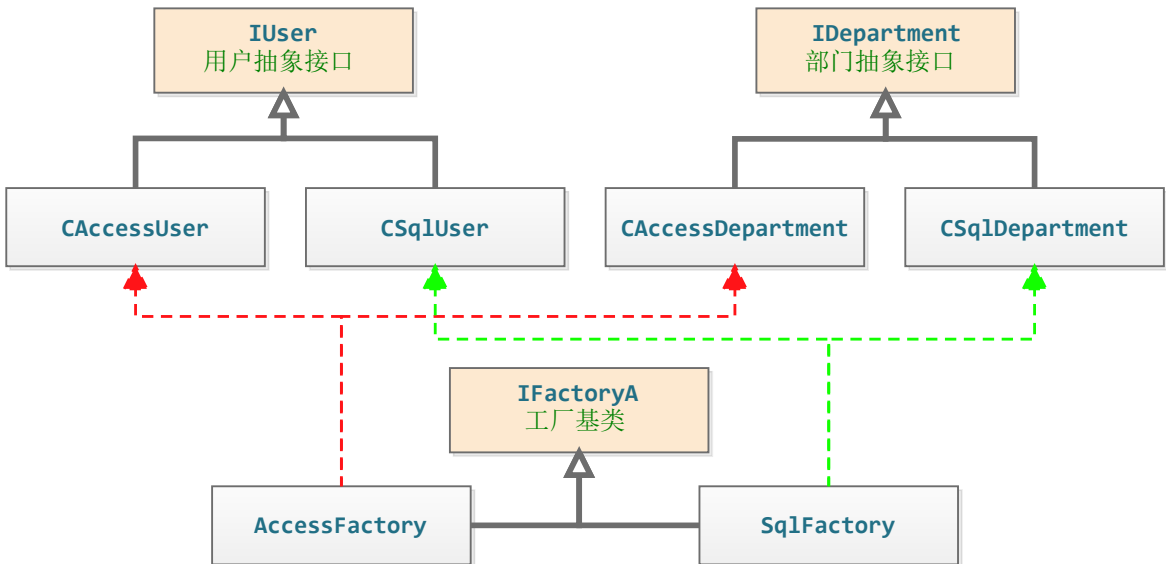 IUser
用户抽象接口
IDepartment
部门抽象接口
CAccessUser
CSqlUser
CAccessDepartment
CSqlDepartment
IFactoryA
工厂基类
AccessFactory
SqlFactory